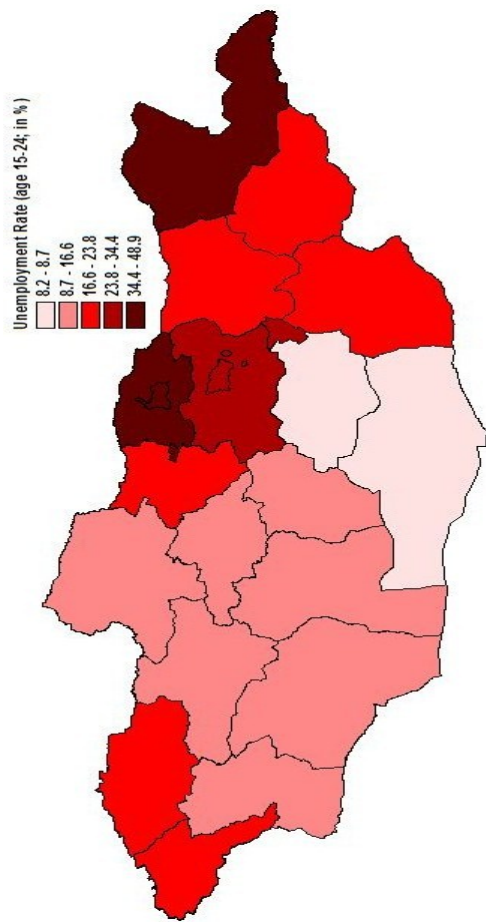 Unemployment Rate (age 15-24; in %)
8.2 - 8.7
8.7 - 16.6
16.6 - 23.8
23.8 - 34.4
34.4 - 48.9